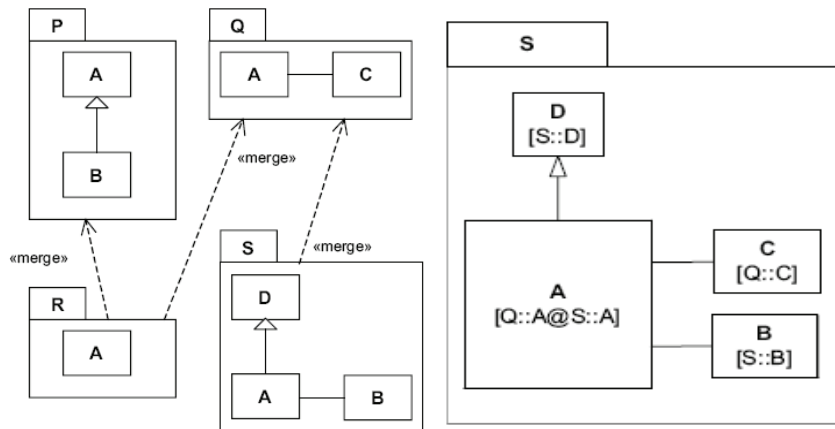 P
A
B
Q
A
C
«merge»
«merge»
«merge»
R
A
S
D
A
B
S
D
[S::D]
A
[Q::A@S::A]
C
[Q::C]
B
[S::B]